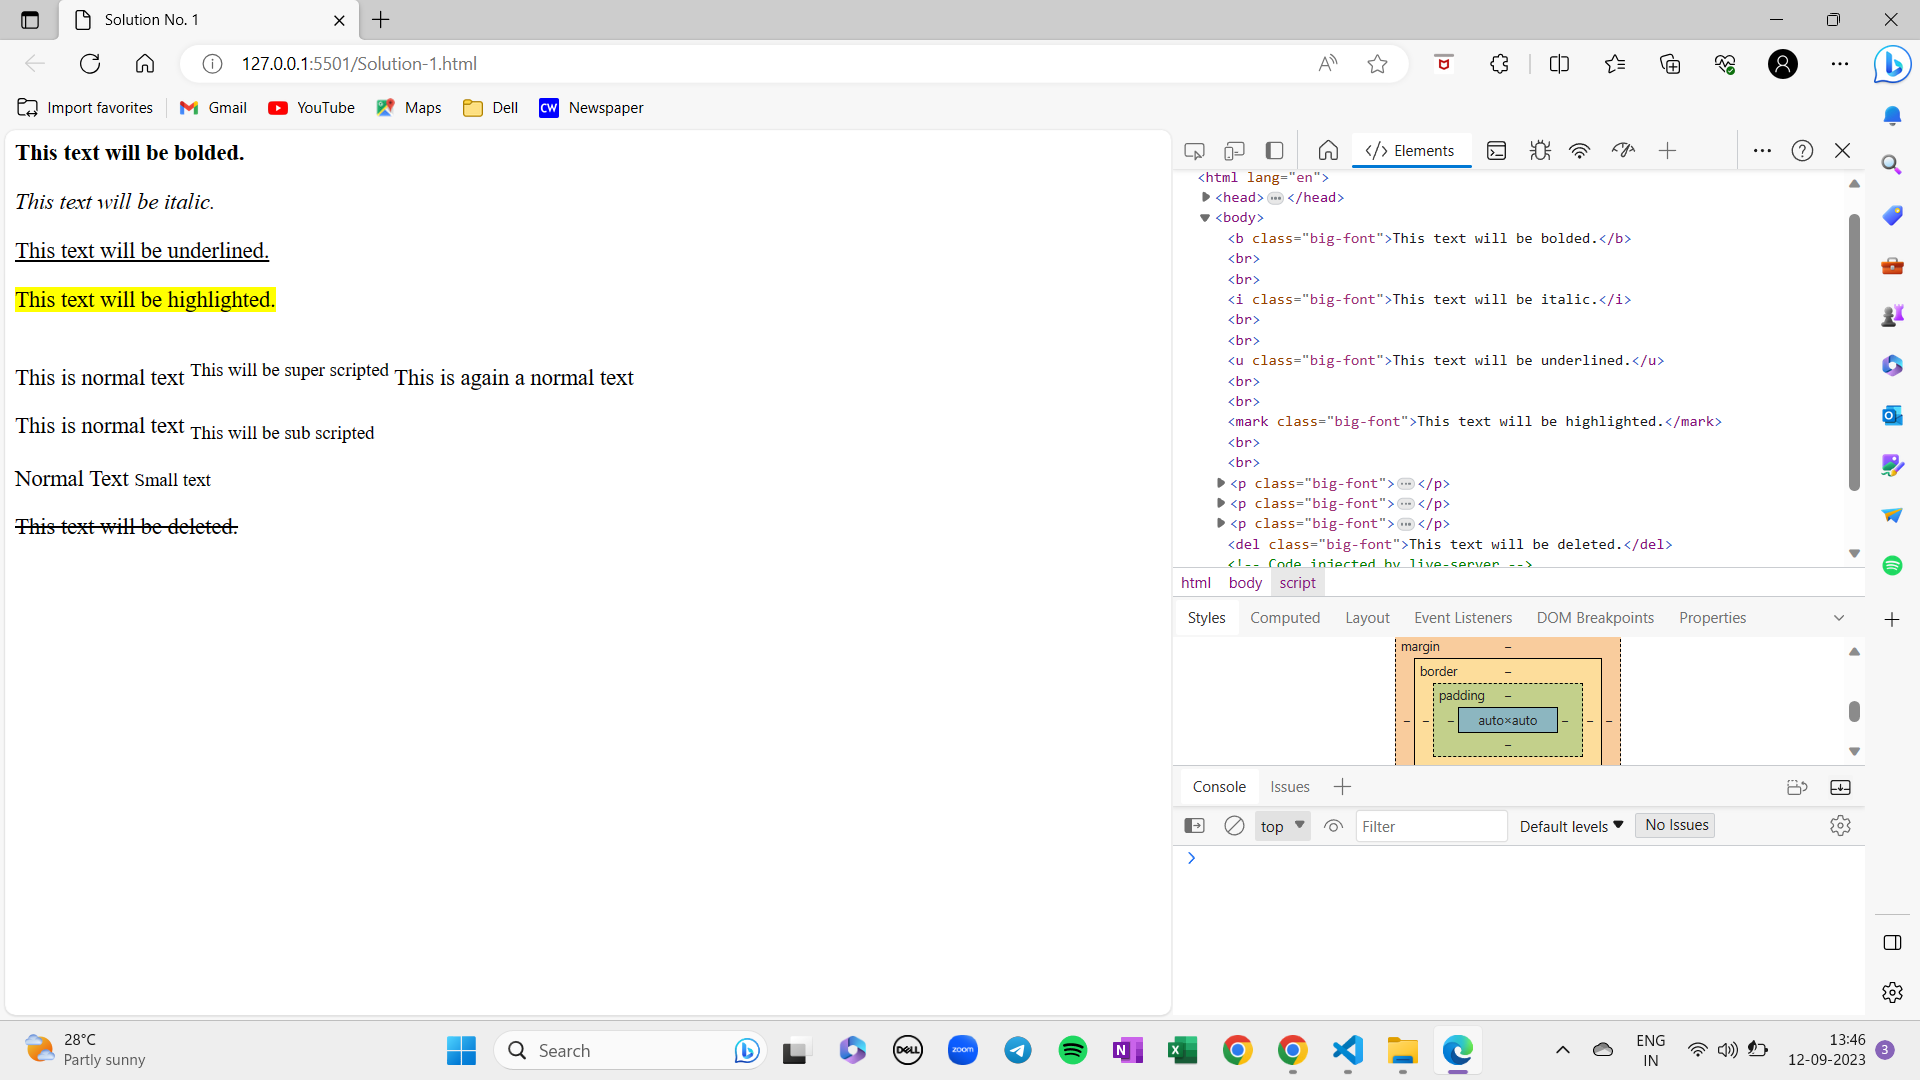 Solution No. 1
127.0.0.1:5501/Solution-1.html
Import favorites
Gmail
YouTube
Maps
Dell
CW
Newspaper
This text will be bolded.
This text will be italic.
This text will be underlined.
This text will be highlighted.
This is normal text This will be super scripted This is again a normal text
This is normal text This will be sub scripted
Normal Text Small text
This text will be deleted.
Elements
<html lang="en">
<head> ⋯ </head>
<body>
<b class="big-font">This text will be bolded.</b>
<br>
<br>
<i class="big-font">This text will be italic.</i>
<br>
<br>
<u class="big-font">This text will be underlined.</u>
<br>
<br>
<mark class="big-font">This text will be highlighted.</mark>
<br>
<br>
<p class="big-font"> ⋯ </p>
<p class="big-font"> ⋯ </p>
<p class="big-font"> ⋯ </p>
<del class="big-font">This text will be deleted.</del>
<!-- Code injected by live-server -->
html body script
Styles Computed Layout Event Listeners DOM Breakpoints Properties
margin –
border –
padding –
– – – auto×auto – – –
–
Console Issues
top Filter Default levels No Issues
28°C
Partly sunny
Search
DELL
zoom
ENG
IN
13:46
12-09-2023
3